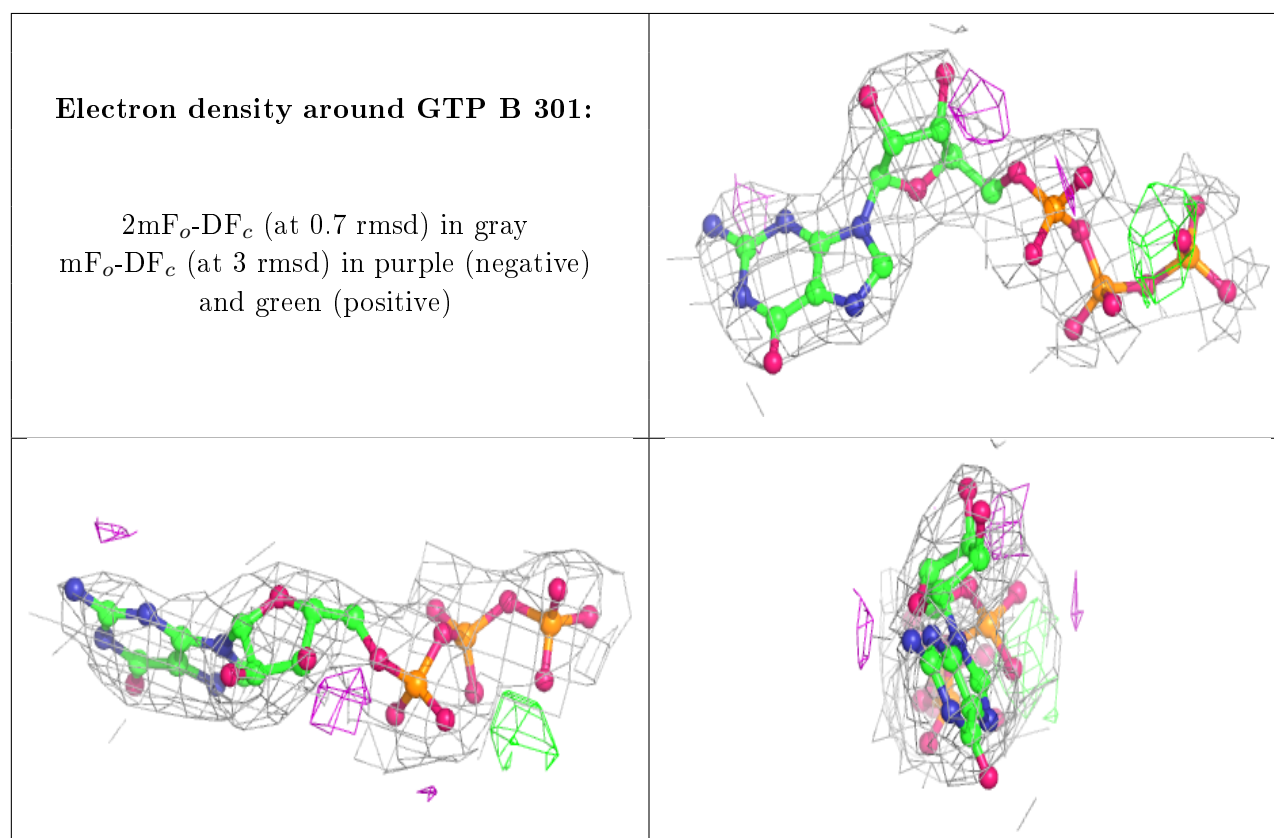 Electron density around GTP B 301:
2mFo-DFc (at 0.7 rmsd) in gray
mFo-DFc (at 3 rmsd) in purple (negative)
and green (positive)